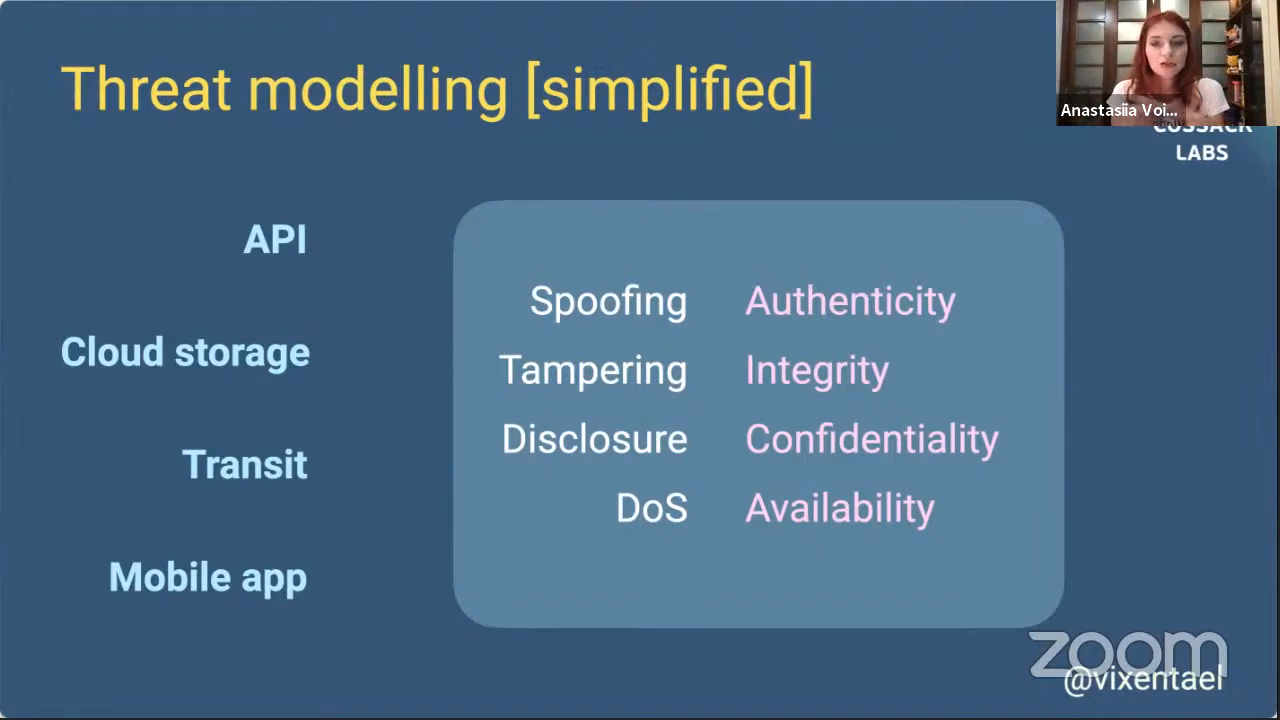 Threat modelling [simplified]
Anastasiia Voi...
COSSACK
LABS
API
Cloud storage
Transit
Mobile app
Spoofing Authenticity
Tampering Integrity
Disclosure Confidentiality
DoS Availability
zoom
@vixentael